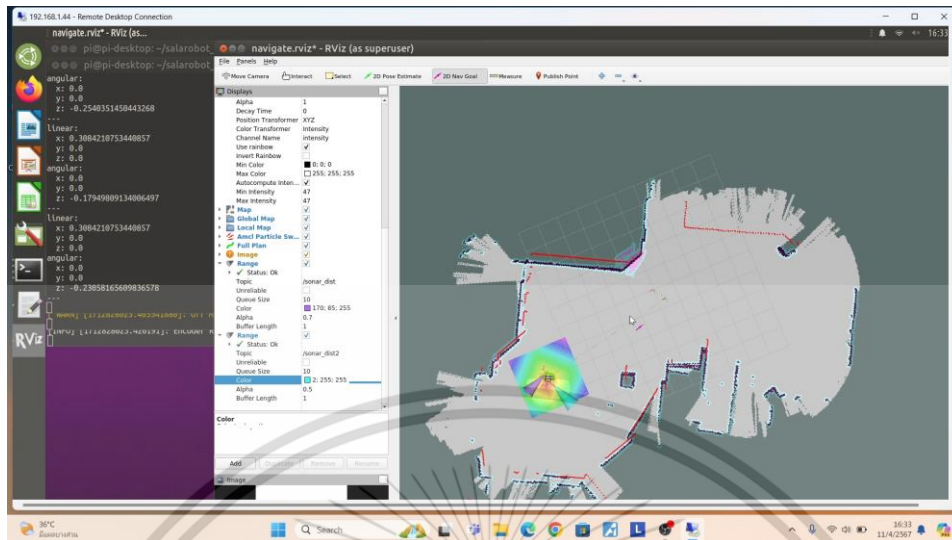 192.168.1.44 - Remote Desktop Connection
navigate.rviz* - RViz (as...
16:33
pi@pi-desktop: ~/salarobot_
navigate.rviz* - RViz (as superuser)
pi@pi-desktop: ~/salarobot_
File Panels Help
Move Camera Interact Select 2D Pose Estimate 2D Nav Goal Measure Publish Point
angular:
x: 0.0
y: 0.0
z: -0.2540351450443268
---
linear:
x: 0.3084210753440857
y: 0.0
z: 0.0
angular:
x: 0.0
y: 0.0
z: -0.17949809134006497
---
linear:
x: 0.3084210753440857
y: 0.0
z: 0.0
angular:
x: 0.0
y: 0.0
z: -0.23058165609836578
---
RViz
Displays
Alpha 1
Decay Time 0
Position Transformer XYZ
Color Transformer Intensity
Channel Name intensity
Use rainbow
Invert Rainbow
Min Color 0; 0; 0
Max Color 255; 255; 255
Autocompute Inten...
Min Intensity 47
Max Intensity 47
Map
Global Map
Local Map
Amcl Particle Sw...
Full Plan
Image
Range
Status: Ok
Topic /sonar_dist
Unreliable
Queue Size 10
Color 170; 85; 255
Alpha 0.7
Buffer Length 1
Range
Status: Ok
Topic /sonar_dist2
Unreliable
Queue Size 10
Color 2; 255; 255
Alpha 0.5
Buffer Length 1
Color
Add Duplicate Remove Rename
Image
36°C
Search
16:33
11/4/2567